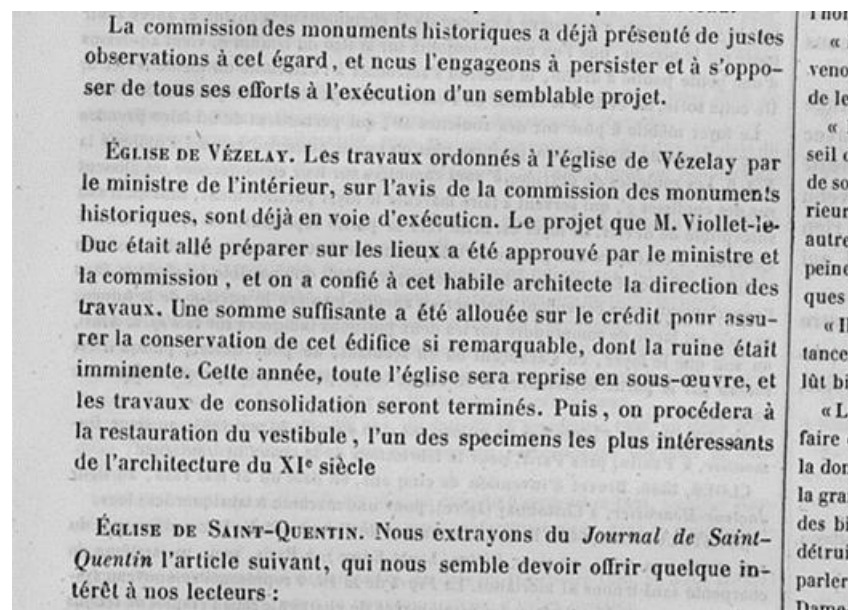 La commission des monuments historiques a déjà présenté de justes
observations à cet égard, et nous l'engageons à persister et à s'oppo-
ser de tous ses efforts à l'exécution d'un semblable projet.
ÉGLISE DE VÉZELAY. Les travaux ordonnés à l'église de Vézelay par
le ministre de l'intérieur, sur l'avis de la commission des monuments
historiques, sont déjà en voie d'exécution. Le projet que M. Viollet-le-
Duc était allé préparer sur les lieux a été approuvé par le ministre et
la commission, et on a confié à cet habile architecte la direction des
travaux. Une somme suffisante a été allouée sur le crédit pour assu-
rer la conservation de cet édifice si remarquable, dont la ruine était
imminente. Cette année, toute l'église sera reprise en sous-œuvre, et
les travaux de consolidation seront terminés. Puis, on procédera à
la restauration du vestibule, l'un des specimens les plus intéressants
de l'architecture du XIe siècle
ÉGLISE DE SAINT-QUENTIN. Nous extrayons du Journal de Saint-
Quentin l'article suivant, qui nous semble devoir offrir quelque in-
térêt à nos lecteurs :
«
de
«
seil
de
«
«
faire
la
la
des
Dame